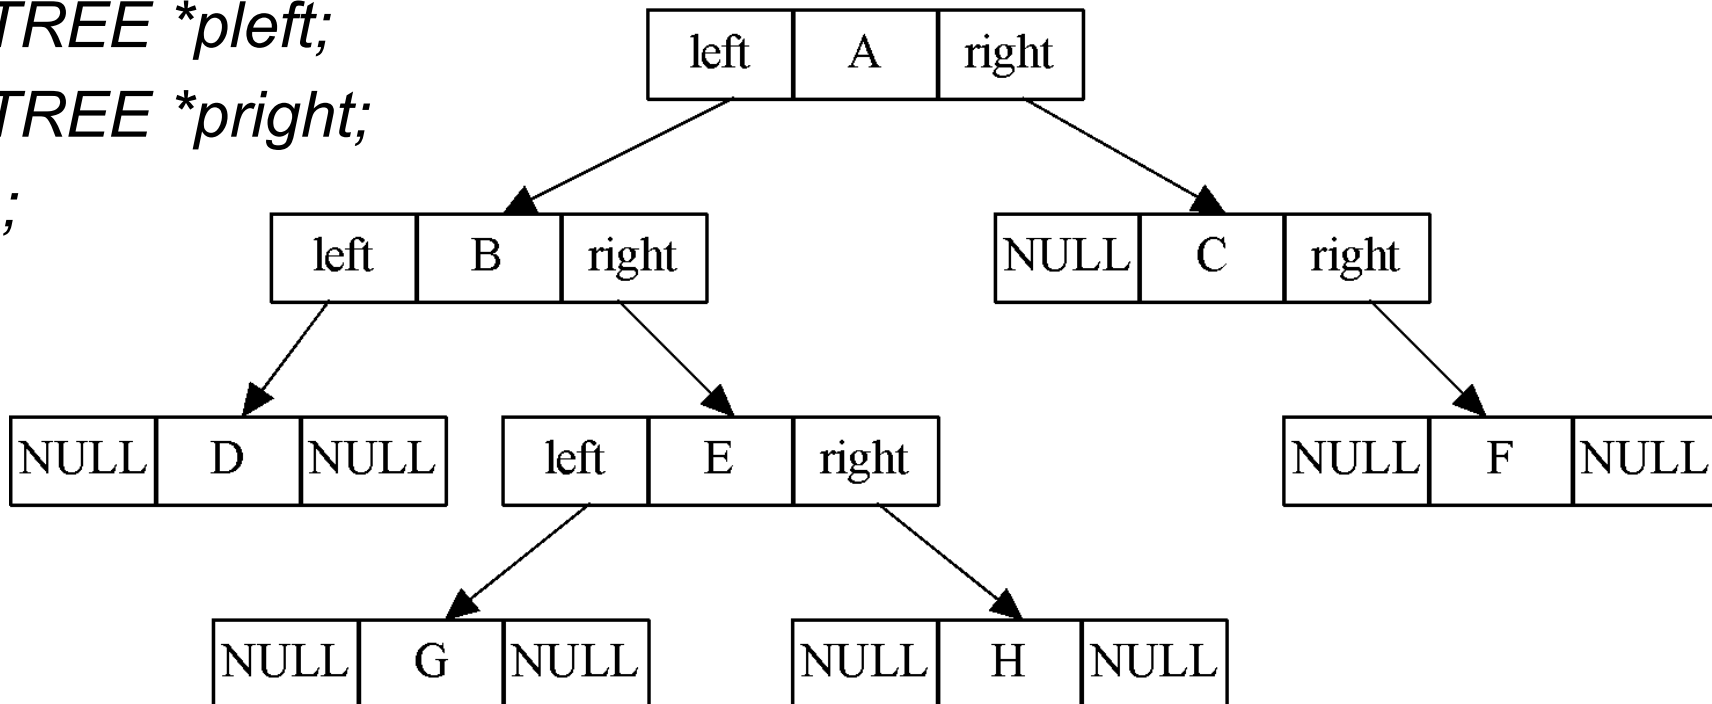 TREE *pleft;
TREE *pright;
;
left A right
left B right
NULL C right
NULL D NULL
left E right
NULL F NULL
NULL G NULL
NULL H NULL